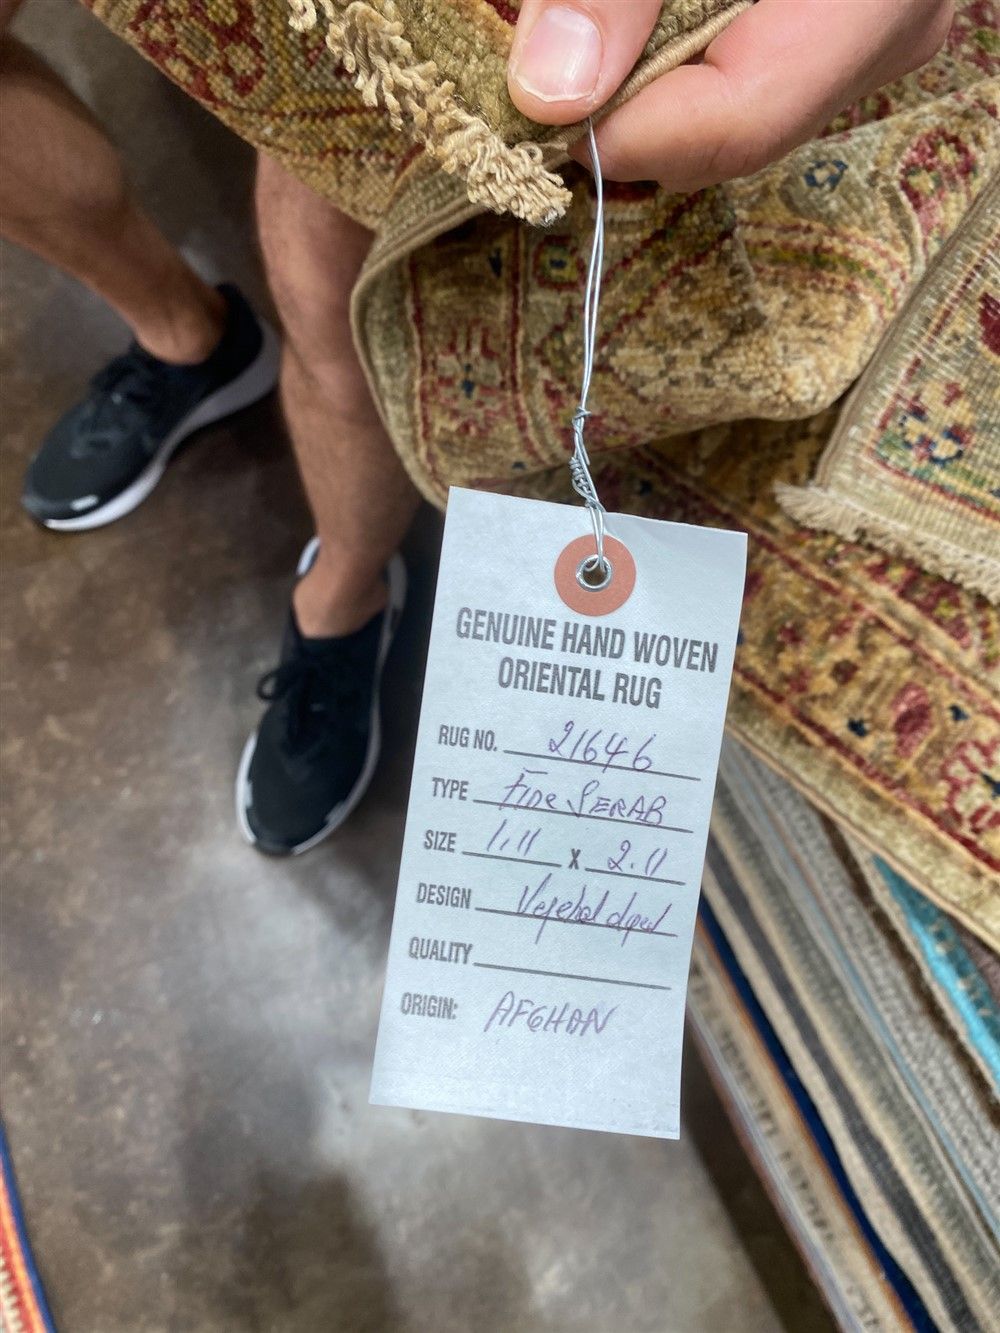 GENUINE HAND WOVEN
ORIENTAL RUG
RUG NO. 21646
TYPE Fine SERAB
SIZE 1.11 X 2.11
DESIGN Vegetal dyed
QUALITY
ORIGIN: AFGHAN